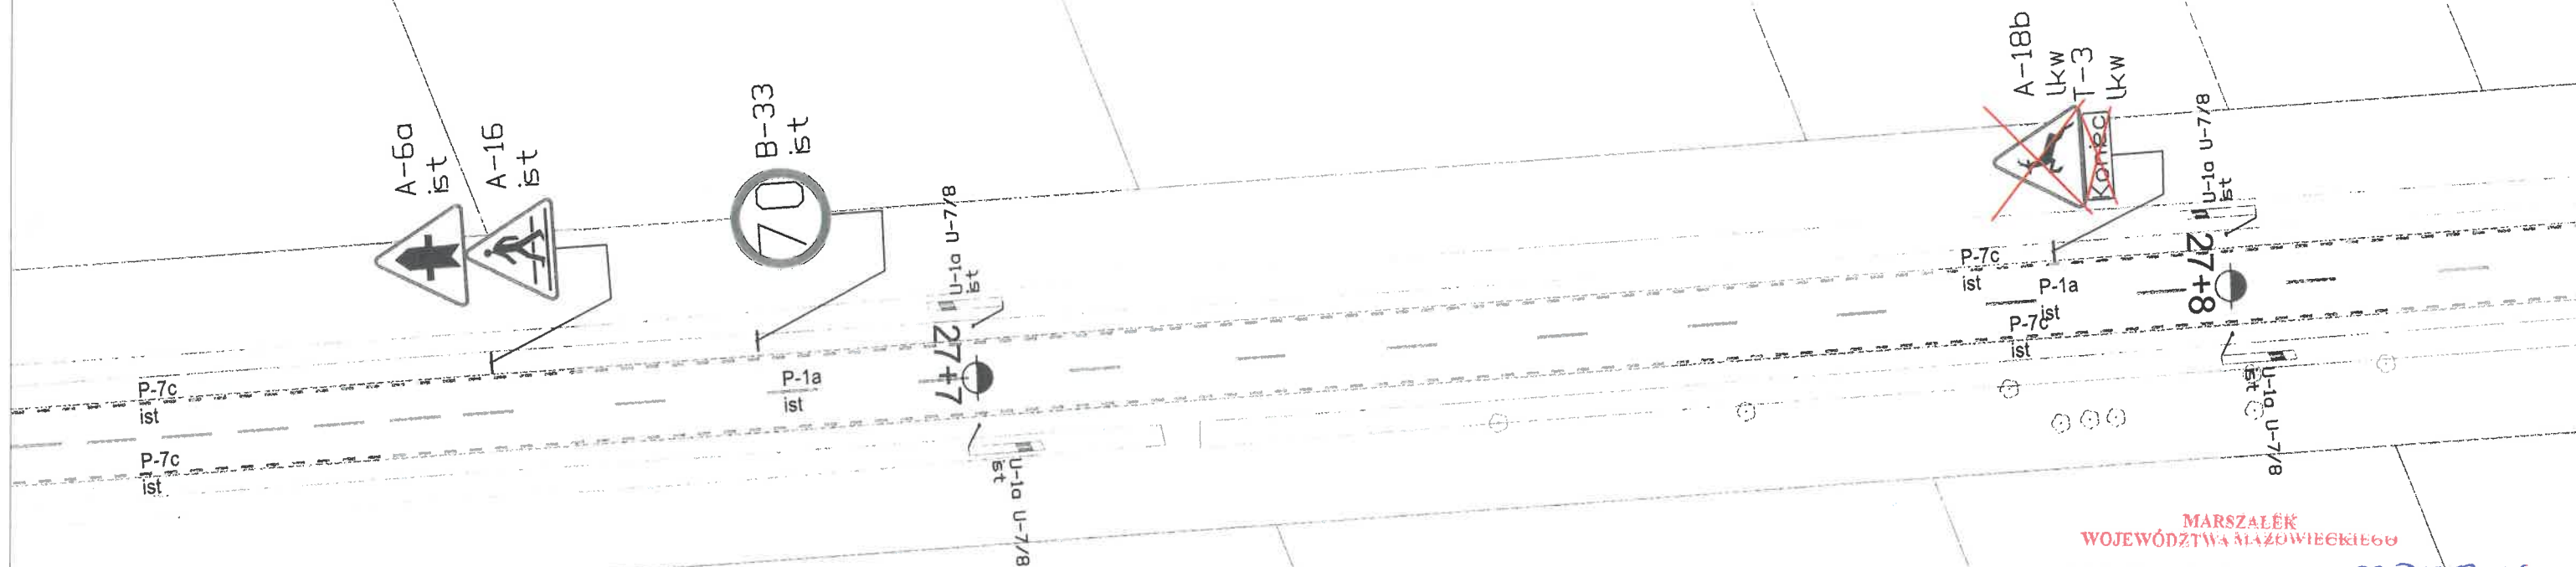 A-6a
ist
A-16
ist
B-33
ist
70
U-1a U-7/8
ist
27+7
P-7c
ist
P-1a
ist
P-7c
ist
U-1a U-7/8
ist
A-18b
lkw
T-3
lkw
Koniec
U-1a U-7/8
ist
27+8
P-7c
ist
P-1a
ist
P-7c
ist
U-1a U-7/8
ist
MARSZAŁEK
WOJEWÓDZTWA MAZOWIECKIEGO